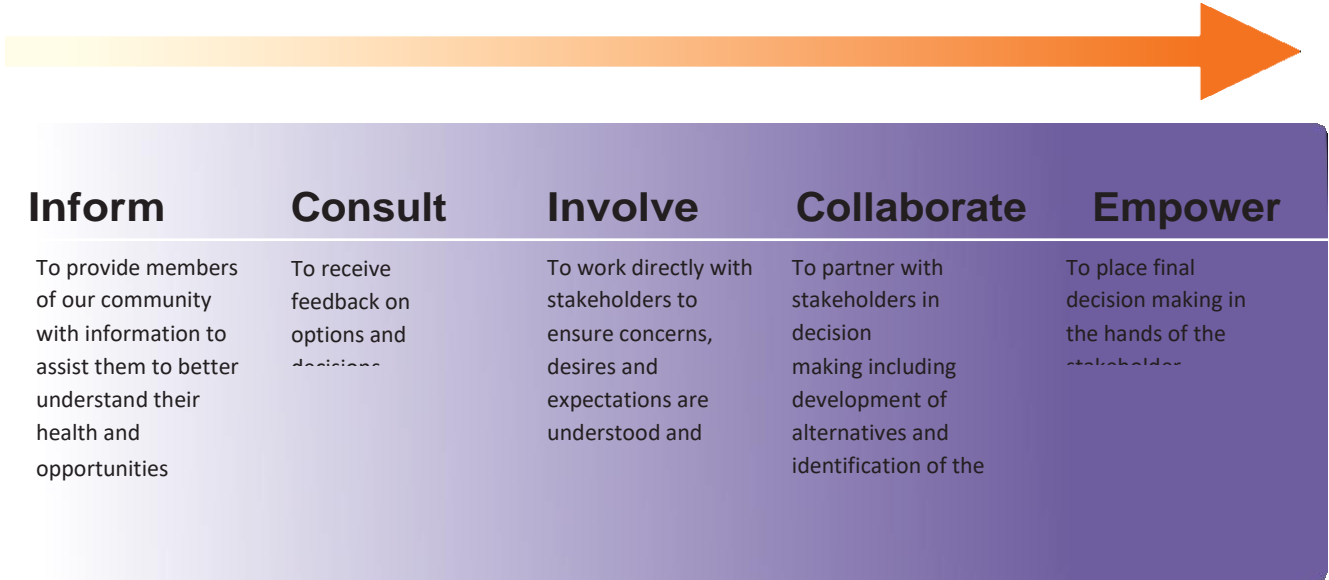 Inform
To provide members
of our community
with information to
assist them to better
understand their
health and
opportunities
Consult
To receive
feedback on
options and
decisions
Involve
To work directly with
stakeholders to
ensure concerns,
desires and
expectations are
understood and
Collaborate
To partner with
stakeholders in
decision
making including
development of
alternatives and
identification of the
Empower
To place final
decision making in
the hands of the
stakeholder